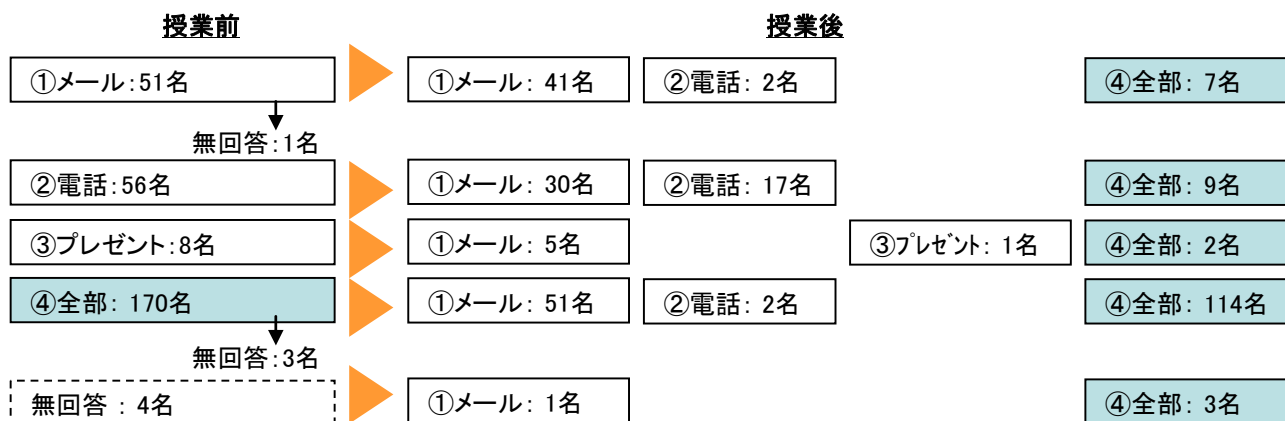 授業前 授業後
①メール:51名 ①メール: 41名 ②電話: 2名 ④全部: 7名
無回答:1名
②電話:56名 ①メール: 30名 ②電話: 17名 ④全部: 9名
③プレゼント:8名 ①メール: 5名 ③プレゼント: 1名 ④全部: 2名
④全部: 170名 ①メール: 51名 ②電話: 2名 ④全部: 114名
無回答:3名
無回答 : 4名 ①メール: 1名 ④全部: 3名